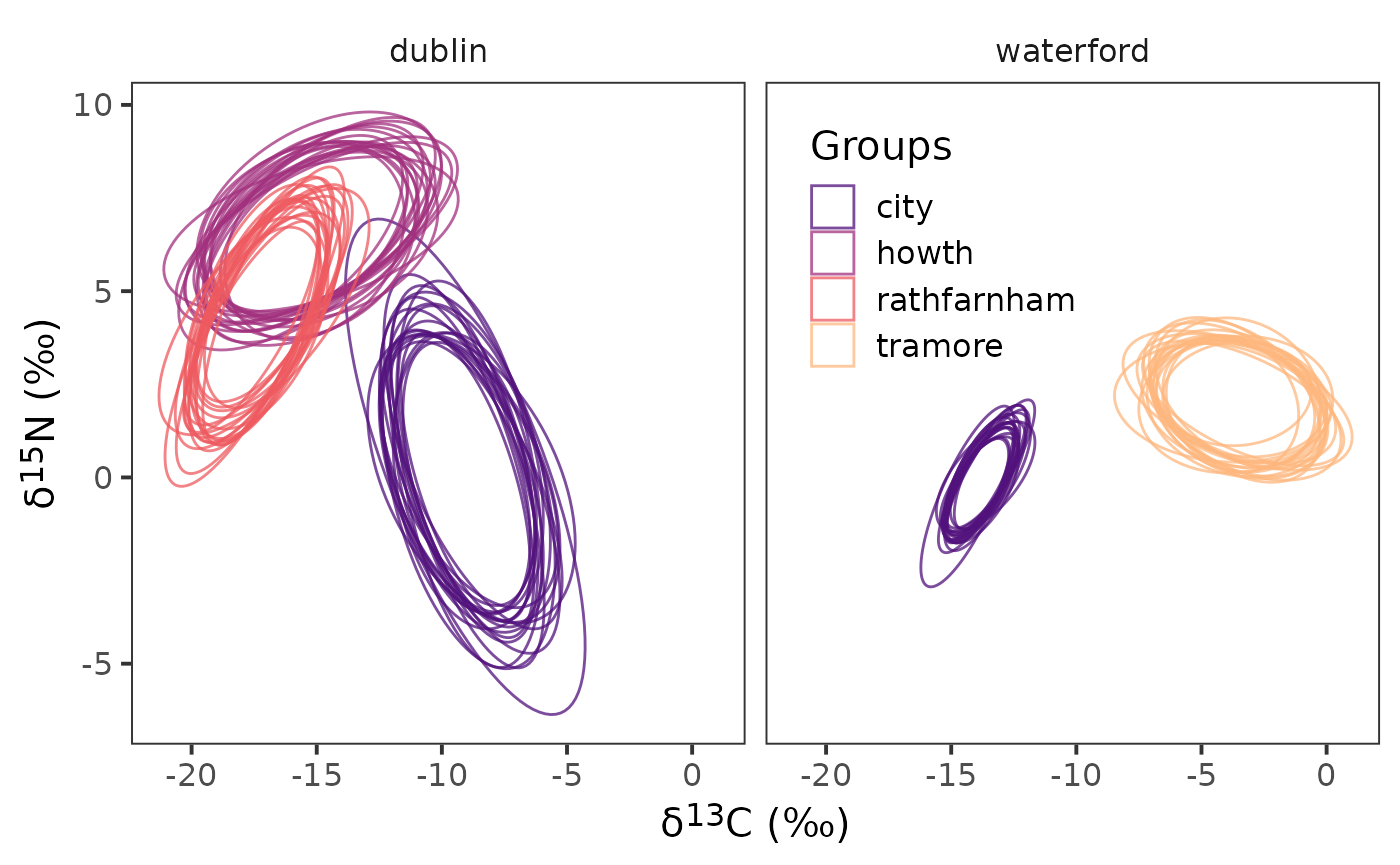 dublin
waterford
10
5
0
-5
δ15N (‰)
Groups
city
howth
rathfarnham
tramore
-20 -15 -10 -5 0
-20 -15 -10 -5 0
δ13C (‰)